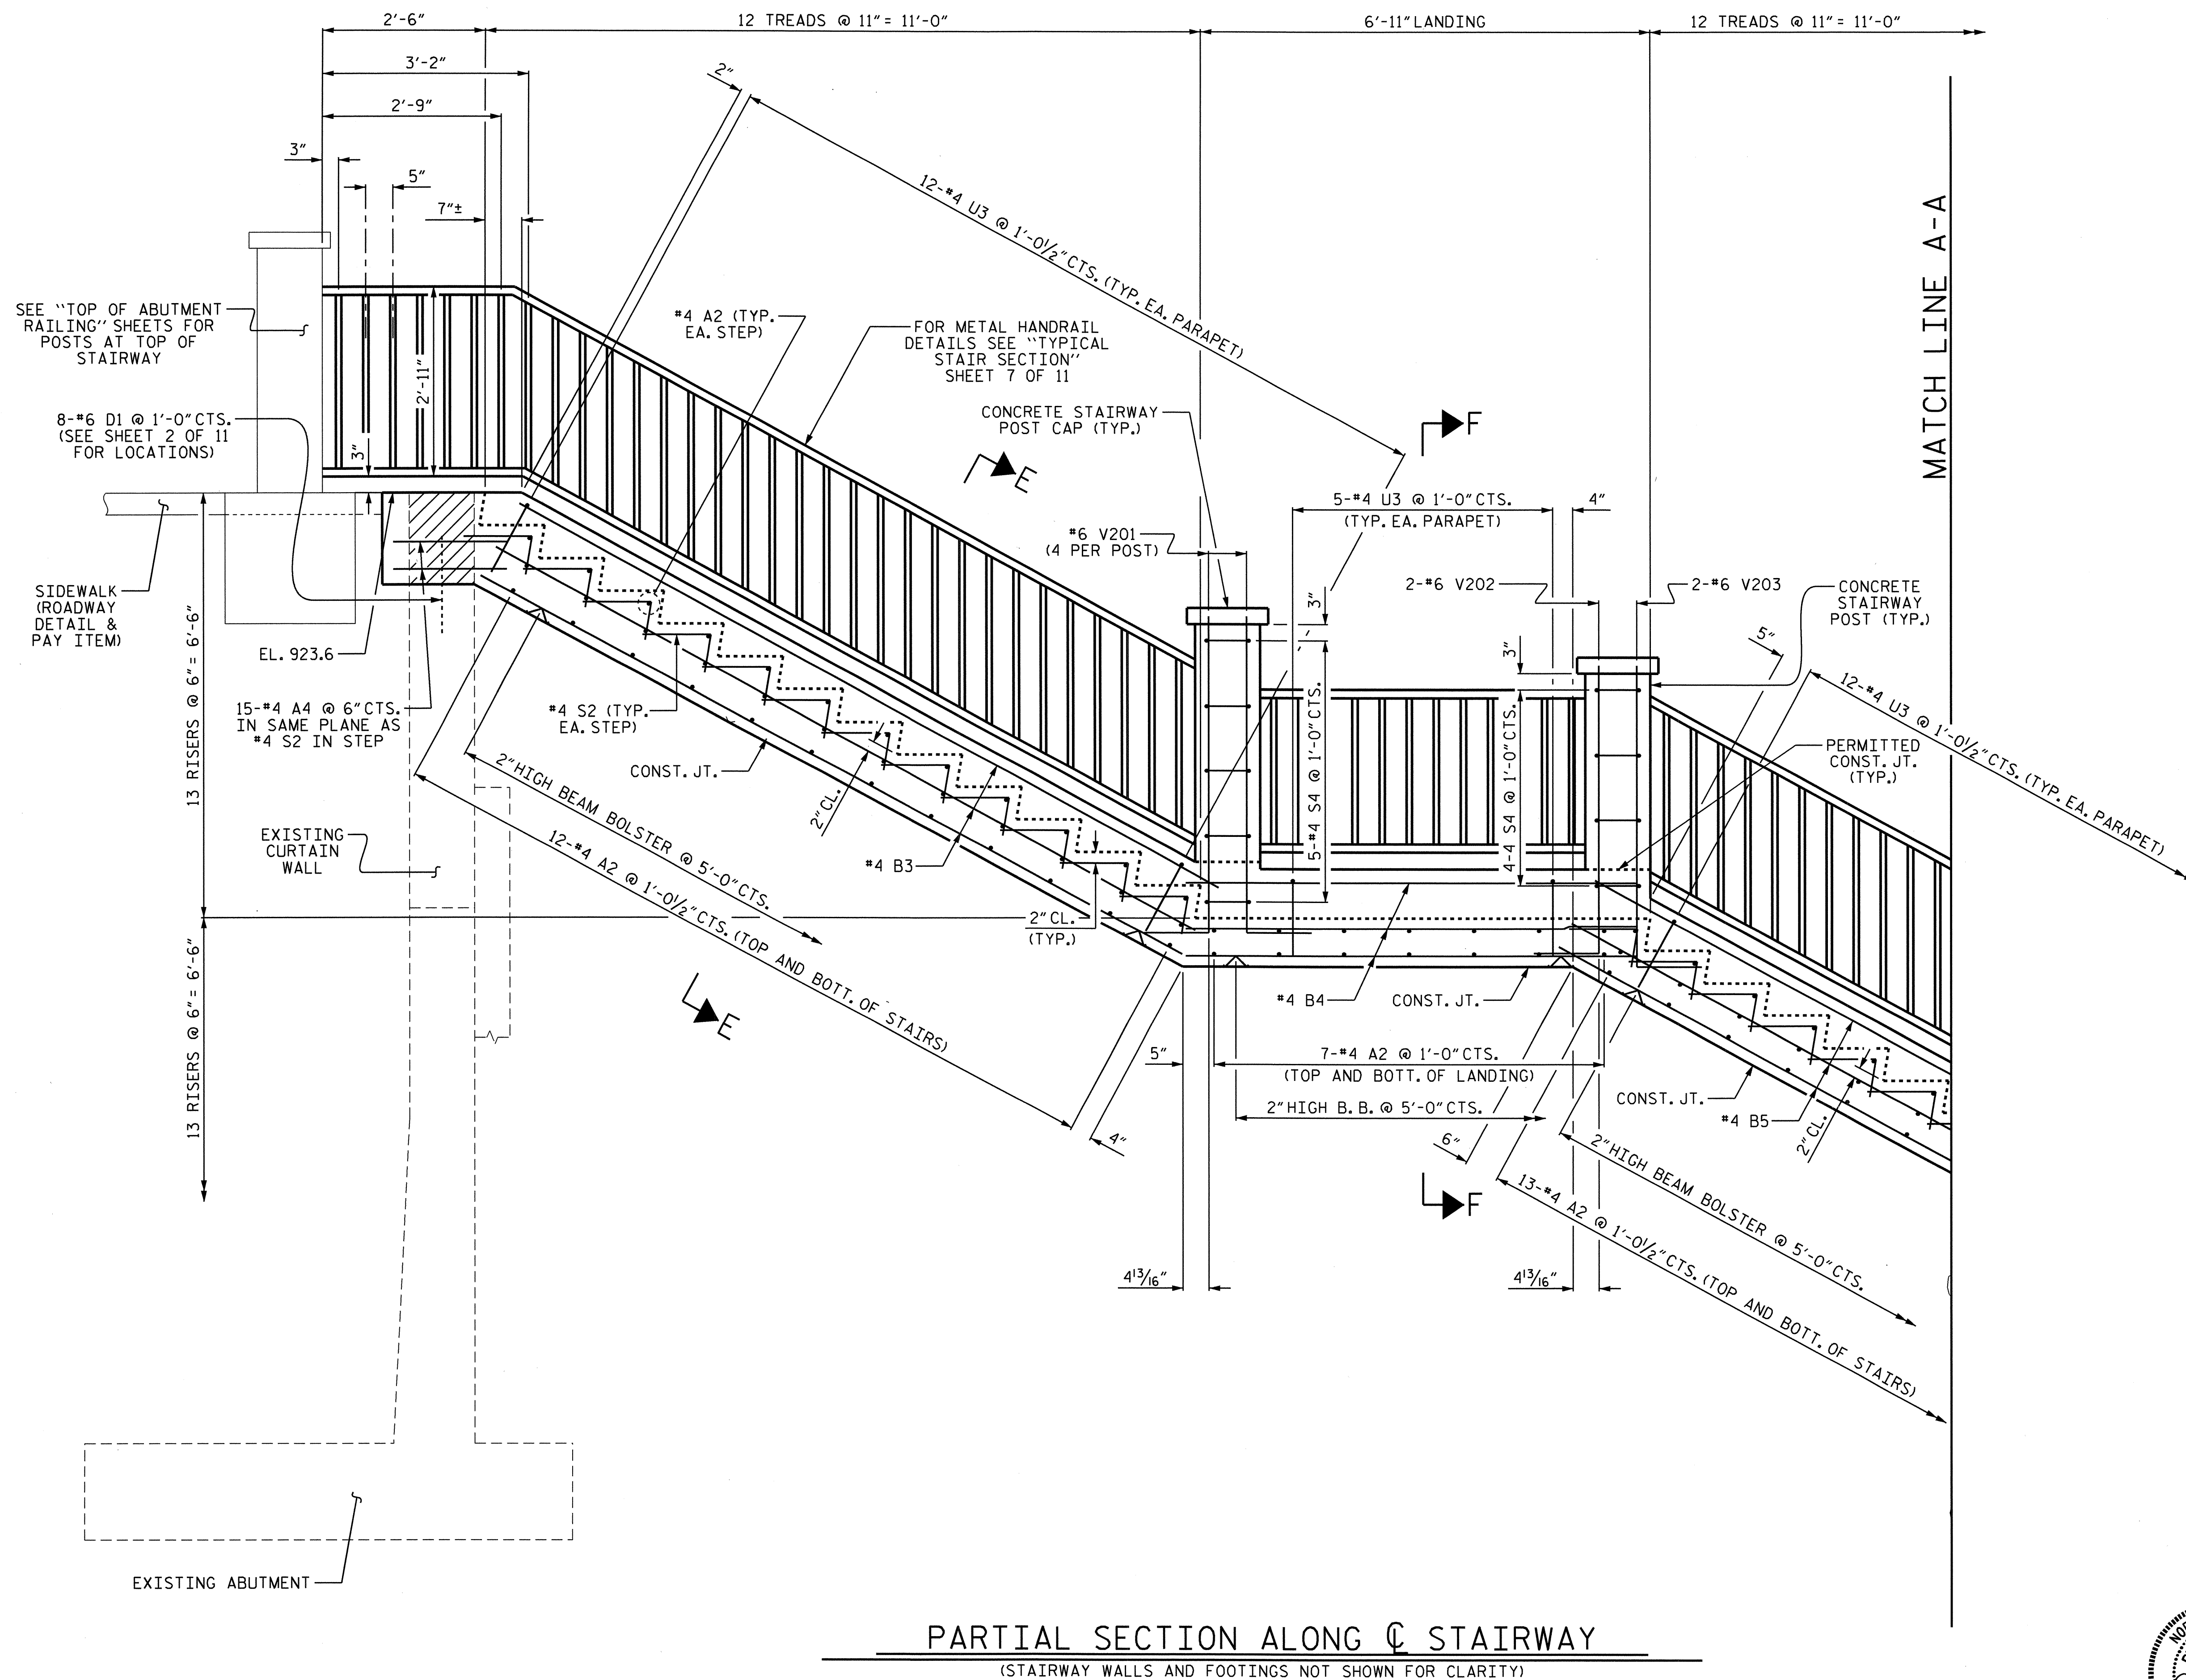 2'-6"
12 TREADS @ 11" = 11'-0"
6'-11" LANDING
12 TREADS @ 11" = 11'-0"
3'-2"
2'-9"
3"
5"
7"±
2"
12-#4 U3 @ 1'-0½" CTS. (TYP. EA. PARAPET)
MATCH LINE A-A
SEE "TOP OF ABUTMENT
RAILING" SHEETS FOR
POSTS AT TOP OF
STAIRWAY
#4 A2 (TYP.
EA. STEP)
FOR METAL HANDRAIL
DETAILS SEE "TYPICAL
STAIR SECTION"
SHEET 7 OF 11
2'-11"
3"
8-#6 D1 @ 1'-0" CTS.
(SEE SHEET 2 OF 11
FOR LOCATIONS)
CONCRETE STAIRWAY
POST CAP (TYP.)
E
F
5-#4 U3 @ 1'-0" CTS.
(TYP. EA. PARAPET)
4"
#6 V201
(4 PER POST)
2-#6 V202
2-#6 V203
CONCRETE
STAIRWAY
POST (TYP.)
SIDEWALK
(ROADWAY
DETAIL &
PAY ITEM)
EL. 923.6
3"
3"
5"
12-#4 U3 @ 1'-0½" CTS. (TYP. EA. PARAPET)
13 RISERS @ 6" = 6'-6"
15-#4 A4 @ 6" CTS.
IN SAME PLANE AS
#4 S2 IN STEP
#4 S2 (TYP.
EA. STEP)
CONST. JT.
5-#4 S4 @ 1'-0" CTS.
4-4 S4 @ 1'-0" CTS.
PERMITTED
CONST. JT.
(TYP.)
2" HIGH BEAM BOLSTER @ 5'-0" CTS.
12-#4 A2 @ 1'-0½" CTS. (TOP AND BOTT. OF STAIRS)
2" CL.
#4 B3
EXISTING
CURTAIN
WALL
2" CL.
(TYP.)
13 RISERS @ 6" = 6'-6"
E
#4 B4
CONST. JT.
5"
7-#4 A2 @ 1'-0" CTS.
(TOP AND BOTT. OF LANDING)
2" HIGH B. B. @ 5'-0" CTS.
4"
6"
CONST. JT.
#4 B5
2" CL.
2" HIGH BEAM BOLSTER @ 5'-0" CTS.
13-#4 A2 @ 1'-0½" CTS. (TOP AND BOTT. OF STAIRS)
F
4 13/16"
4 13/16"
EXISTING ABUTMENT
PARTIAL SECTION ALONG ℄ STAIRWAY
(STAIRWAY WALLS AND FOOTINGS NOT SHOWN FOR CLARITY)